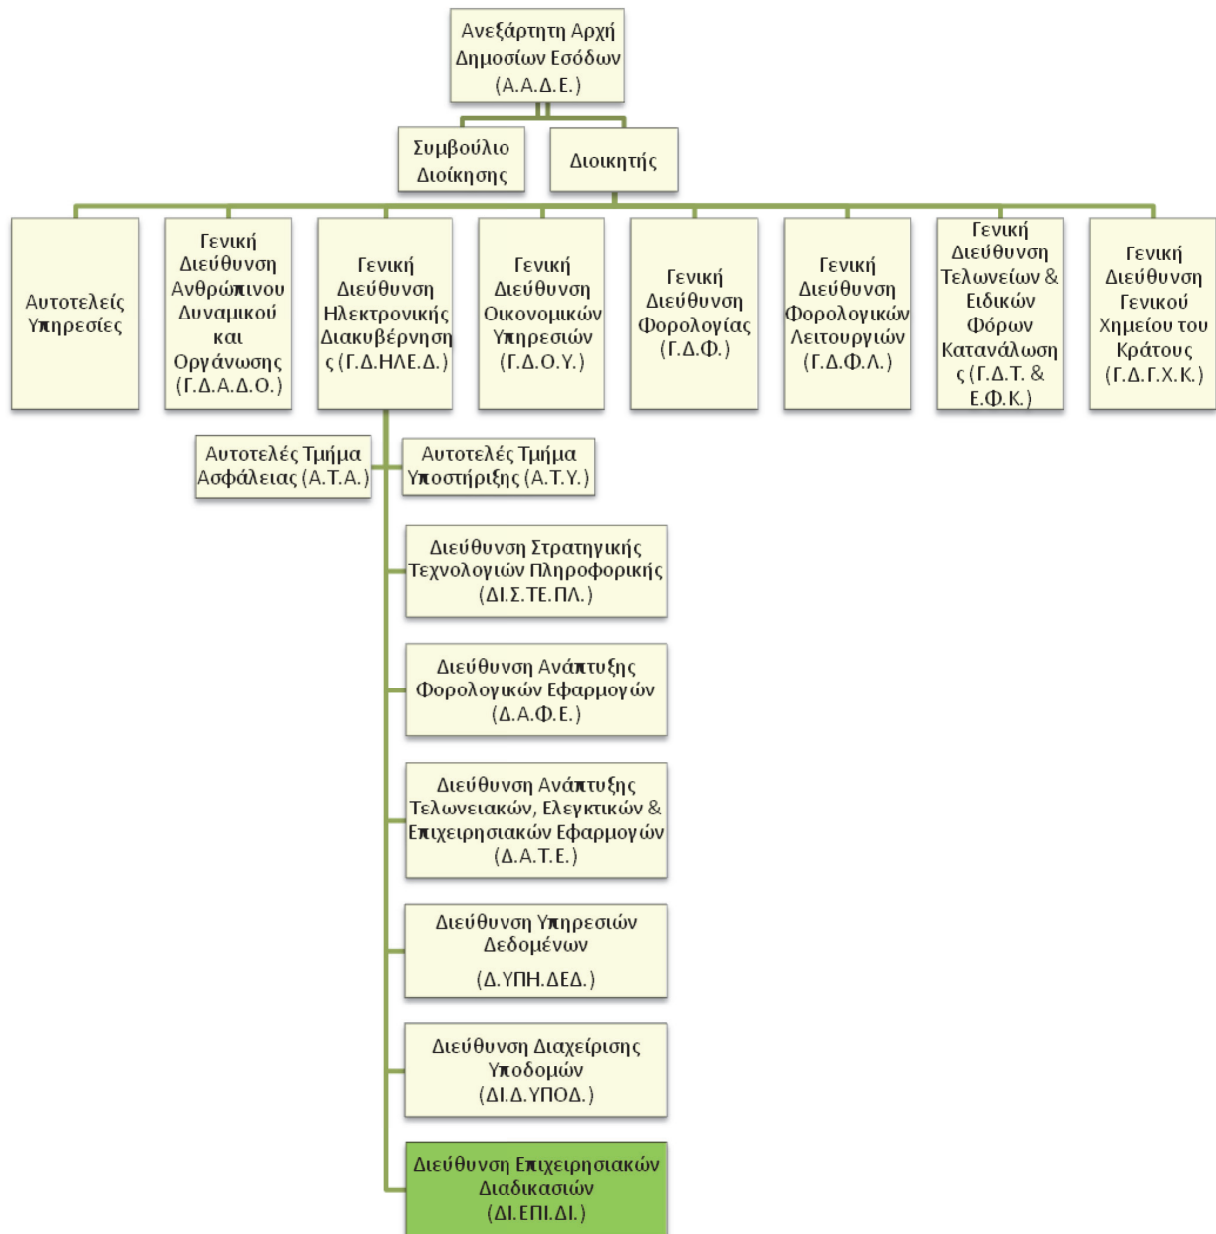 Ανεξάρτητη Αρχή
Δημοσίων Εσόδων
(Α.Α.Δ.Ε.)
Συμβούλιο
Διοίκησης
Διοικητής
Αυτοτελείς
Υπηρεσίες
Γενική
Διεύθυνση
Ανθρώπινου
Δυναμικού
και
Οργάνωσης
(Γ.Δ.Α.Δ.Ο.)
Γενική
Διεύθυνση
Ηλεκτρονικής
Διακυβέρνηση
ς (Γ.Δ.ΗΛΕ.Δ.)
Γενική
Διεύθυνση
Οικονομικών
Υπηρεσιών
(Γ.Δ.Ο.Υ.)
Γενική
Διεύθυνση
Φορολογίας
(Γ.Δ.Φ.)
Γενική
Διεύθυνση
Φορολογικών
Λειτουργιών
(Γ.Δ.Φ.Λ.)
Γενική
Διεύθυνση
Τελωνείων &
Ειδικών
Φόρων
Κατανάλωση
ς (Γ.Δ.Τ. &
Ε.Φ.Κ.)
Γενική
Διεύθυνση
Γενικού
Χημείου του
Κράτους
(Γ.Δ.Γ.Χ.Κ.)
Αυτοτελές Τμήμα
Ασφάλειας (Α.Τ.Α.)
Αυτοτελές Τμήμα
Υποστήριξης (Α.Τ.Υ.)
Διεύθυνση Στρατηγικής
Τεχνολογιών Πληροφορικής
(ΔΙ.Σ.ΤΕ.ΠΛ.)
Διεύθυνση Ανάπτυξης
Φορολογικών Εφαρμογών
(Δ.Α.Φ.Ε.)
Διεύθυνση Ανάπτυξης
Τελωνειακών, Ελεγκτικών &
Επιχειρησιακών Εφαρμογών
(Δ.Α.Τ.Ε.)
Διεύθυνση Υπηρεσιών
Δεδομένων
(Δ.ΥΠΗ.ΔΕΔ.)
Διεύθυνση Διαχείρισης
Υποδομών
(ΔΙ.Δ.ΥΠΟΔ.)
Διεύθυνση Επιχειρησιακών
Διαδικασιών
(ΔΙ.ΕΠΙ.ΔΙ.)